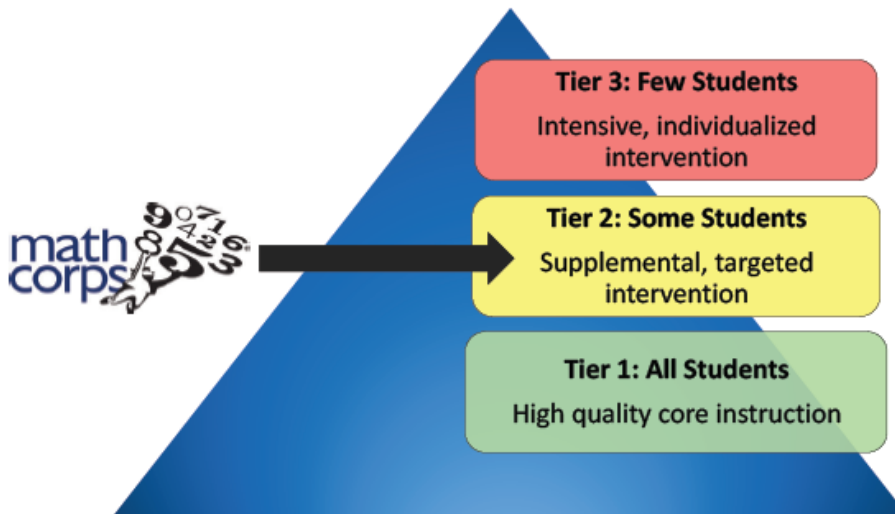 Tier 3: Few Students
Intensive, individualized
intervention
math
corps
Tier 2: Some Students
Supplemental, targeted
intervention
Tier 1: All Students
High quality core instruction